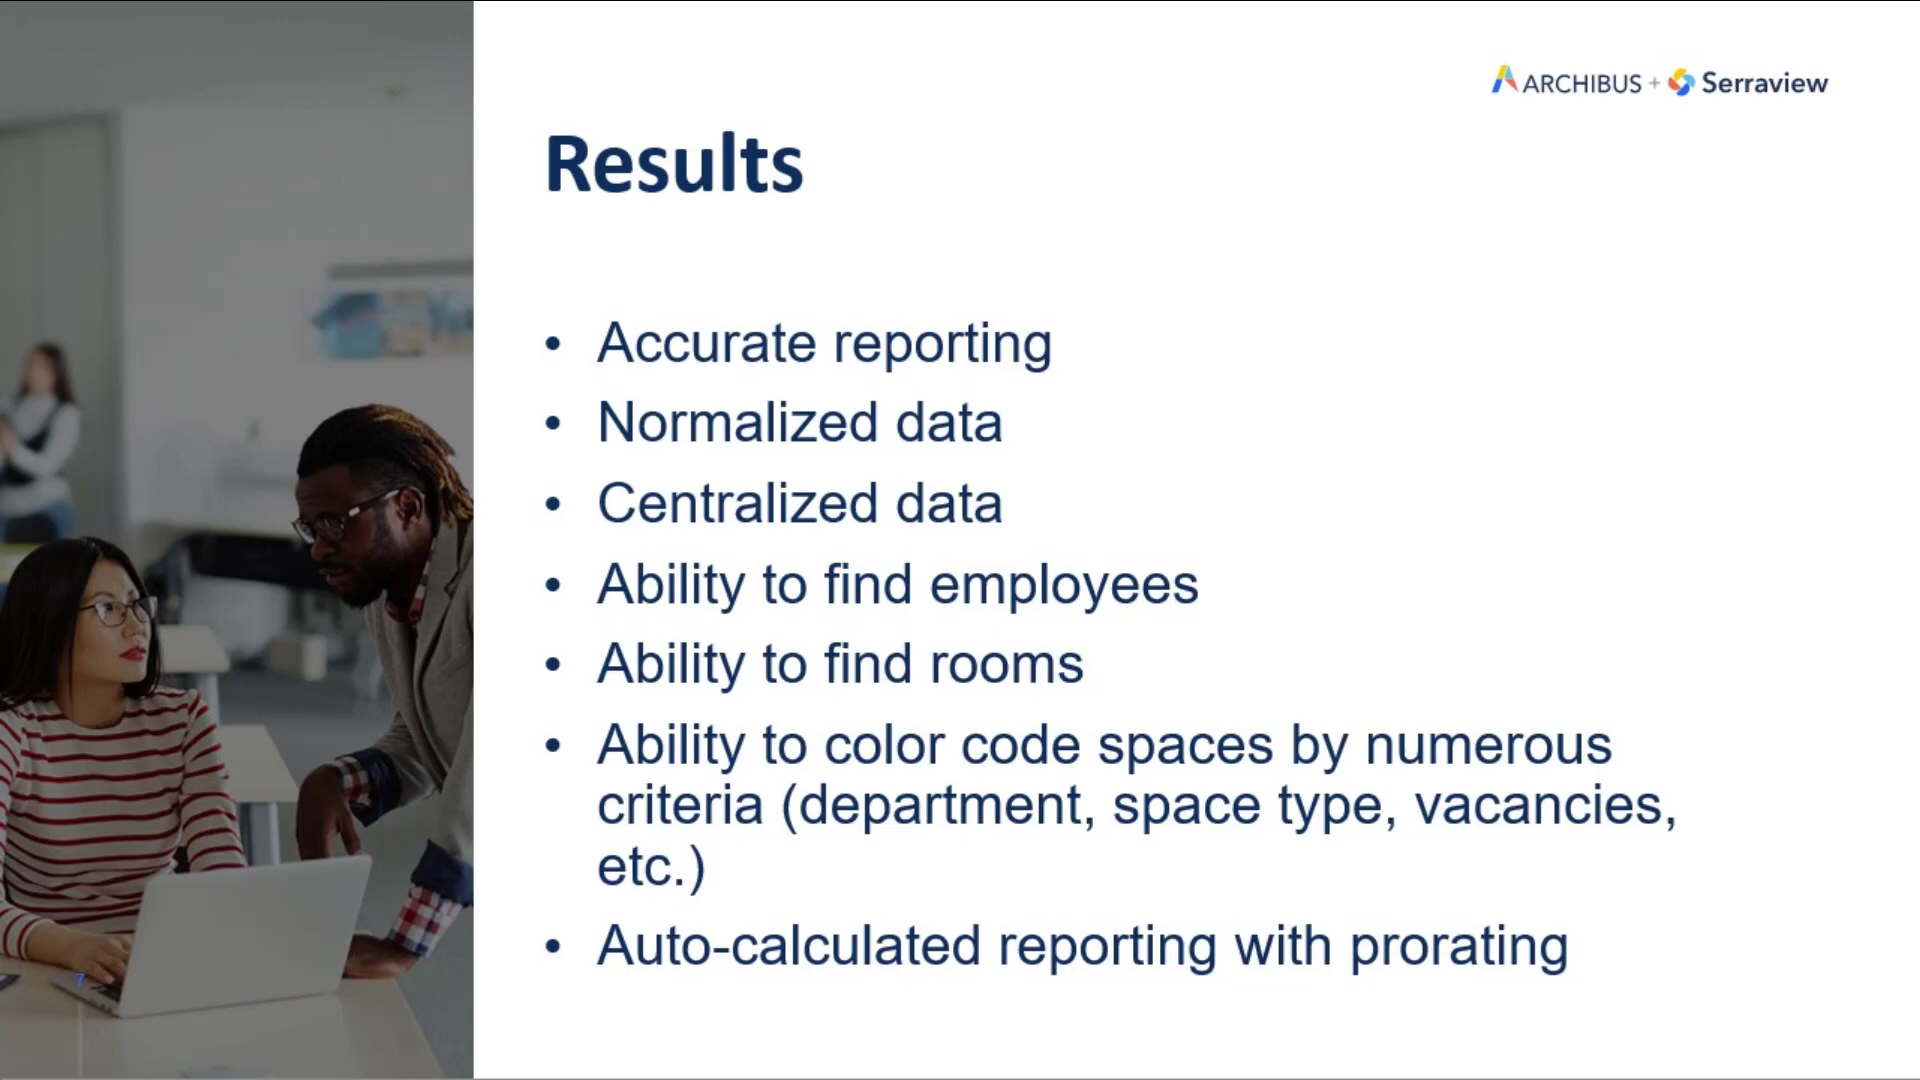 ARCHIBUS + Serraview
Results
• Accurate reporting
• Normalized data
• Centralized data
• Ability to find employees
• Ability to find rooms
• Ability to color code spaces by numerous
criteria (department, space type, vacancies,
etc.)
• Auto-calculated reporting with prorating
7